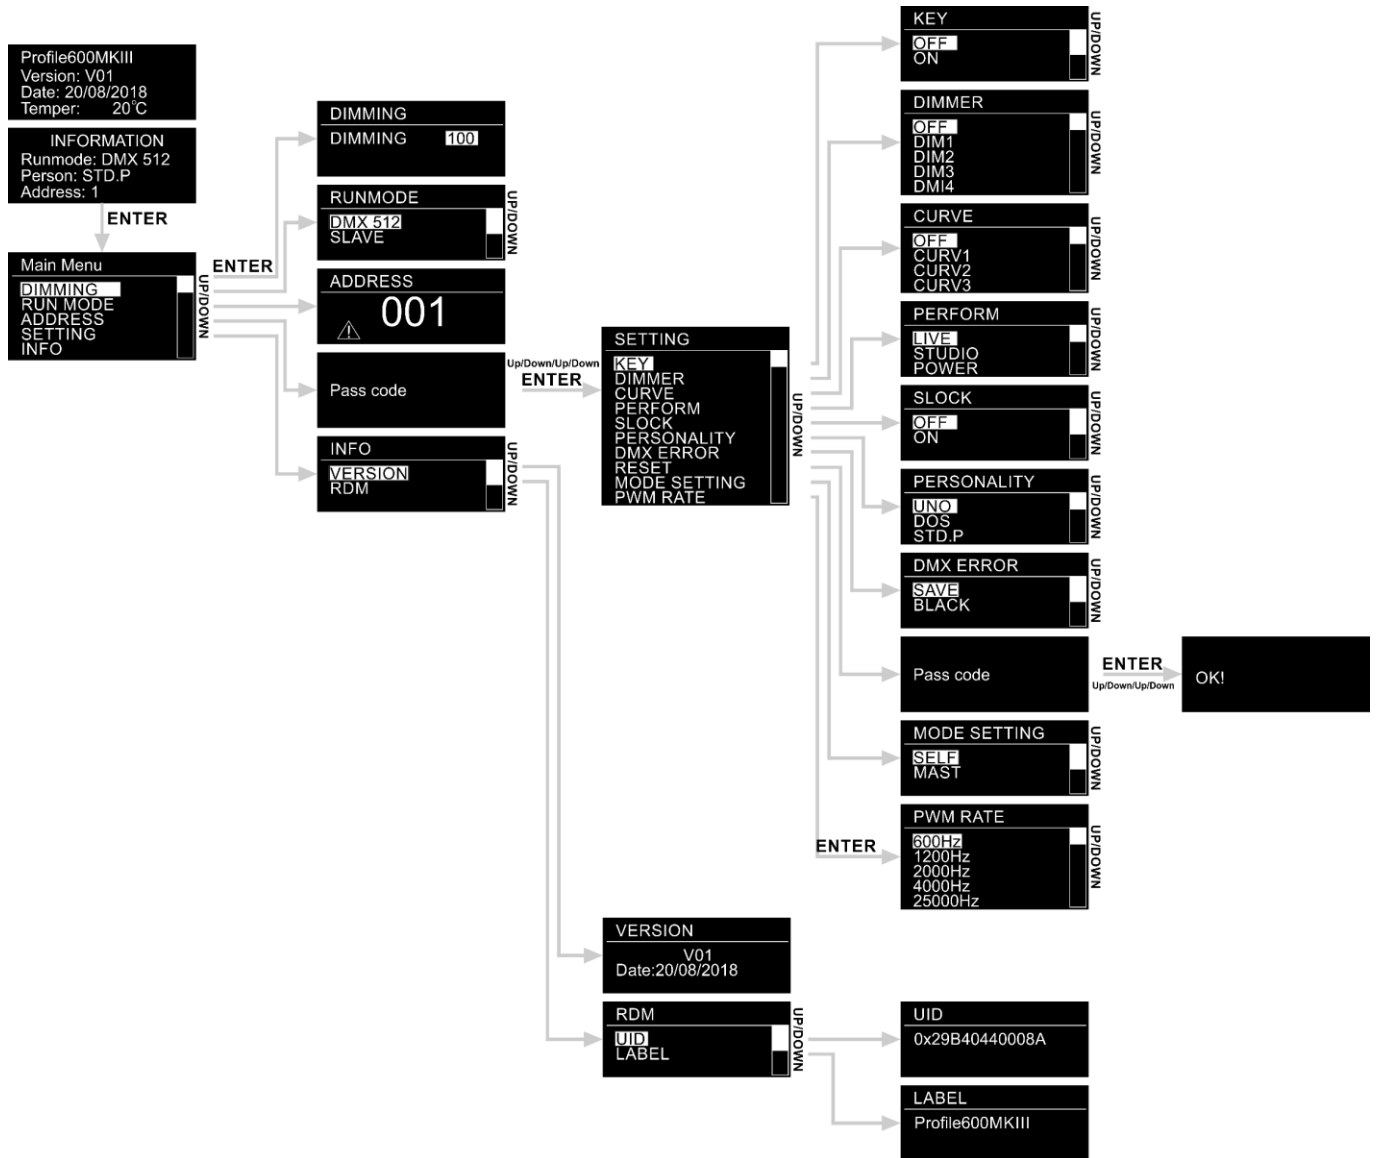 Profile600MKIII
Version: V01
Date: 20/08/2018
Temper: 20°C
INFORMATION
Runmode: DMX 512
Person: STD.P
Address: 1
ENTER
Main Menu
DIMMING
RUN MODE
ADDRESS
SETTING
INFO
UP/DOWN
ENTER
DIMMING
DIMMING 100
RUNMODE
DMX 512
SLAVE
UP/DOWN
ADDRESS
001
Pass code
INFO
VERSION
RDM
UP/DOWN
Up/Down/Up/Down
ENTER
SETTING
KEY
DIMMER
CURVE
PERFORM
SLOCK
PERSONALITY
DMX ERROR
RESET
MODE SETTING
PWM RATE
UP/DOWN
KEY
OFF
ON
UP/DOWN
DIMMER
OFF
DIM1
DIM2
DIM3
DMI4
UP/DOWN
CURVE
OFF
CURV1
CURV2
CURV3
UP/DOWN
PERFORM
LIVE
STUDIO
POWER
UP/DOWN
SLOCK
OFF
ON
UP/DOWN
PERSONALITY
UNO
DOS
STD.P
UP/DOWN
DMX ERROR
SAVE
BLACK
UP/DOWN
Pass code
ENTER
Up/Down/Up/Down
OK!
MODE SETTING
SELF
MAST
UP/DOWN
ENTER
PWM RATE
600Hz
1200Hz
2000Hz
4000Hz
25000Hz
UP/DOWN
VERSION
V01
Date:20/08/2018
RDM
UID
LABEL
UP/DOWN
UID
0x29B40440008A
LABEL
Profile600MKIII